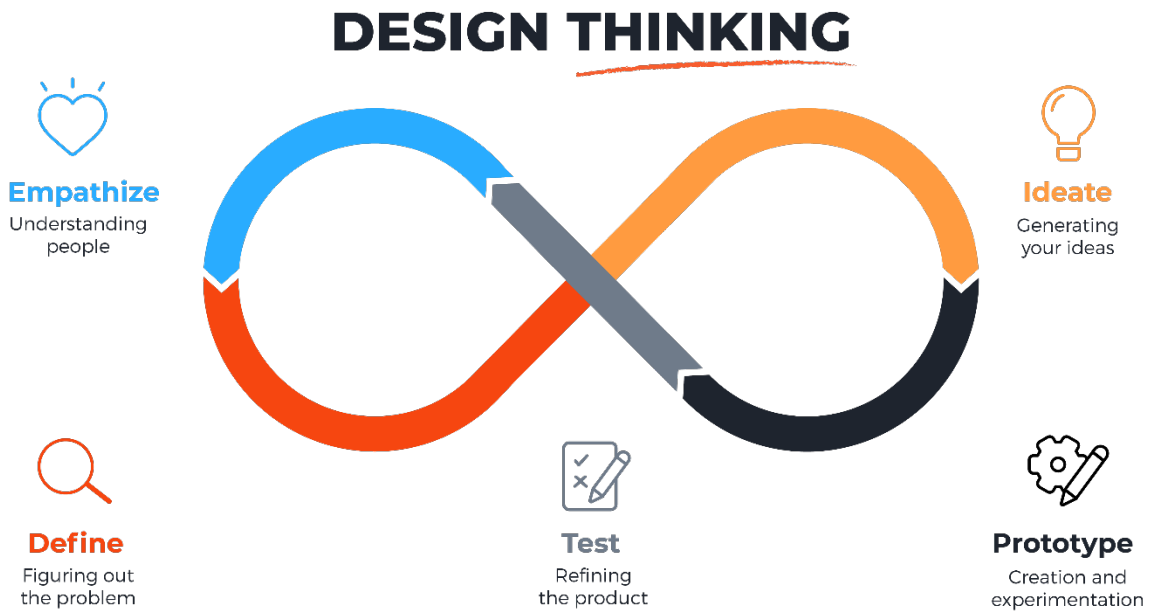 DESIGN THINKING
Empathize
Understanding
people
Ideate
Generating
your ideas
Define
Figuring out
the problem
Test
Refining
the product
Prototype
Creation and
experimentation